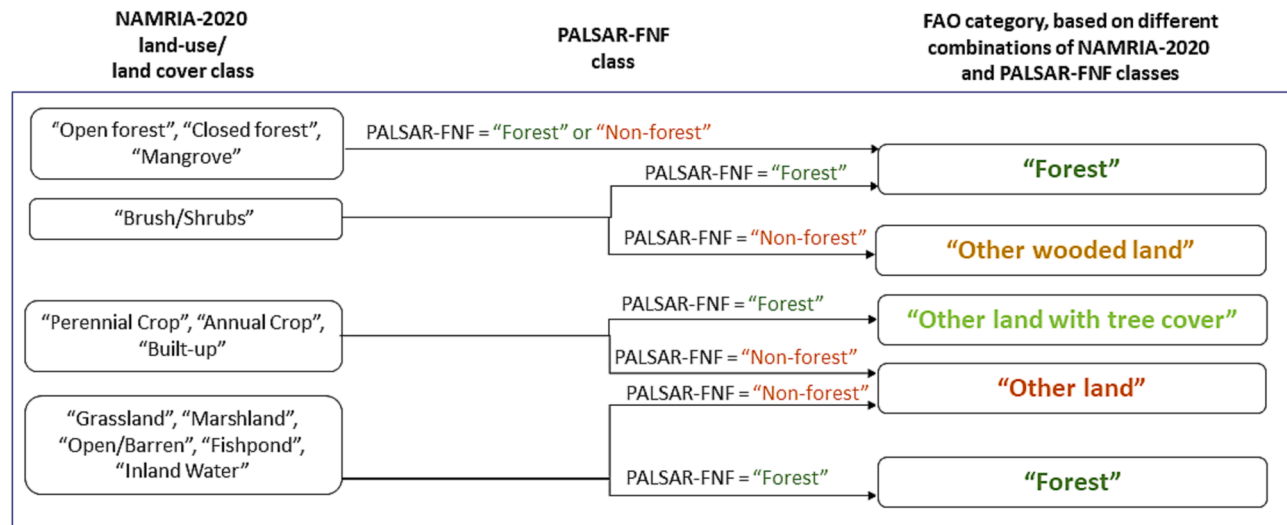 NAMRIA-2020
land-use/
land cover class
PALSAR-FNF
class
FAO category, based on different
combinations of NAMRIA-2020
and PALSAR-FNF classes
“Open forest”, “Closed forest”,
“Mangrove”
PALSAR-FNF = “Forest” or “Non-forest”
“Forest”
PALSAR-FNF = “Forest”
“Brush/Shrubs”
PALSAR-FNF = “Non-forest”
“Other wooded land”
“Perennial Crop”, “Annual Crop”,
“Built-up”
PALSAR-FNF = “Forest”
“Other land with tree cover”
PALSAR-FNF = “Non-forest”
“Other land”
“Grassland”, “Marshland”,
“Open/Barren”, “Fishpond”,
“Inland Water”
PALSAR-FNF = “Non-forest”
PALSAR-FNF = “Forest”
“Forest”